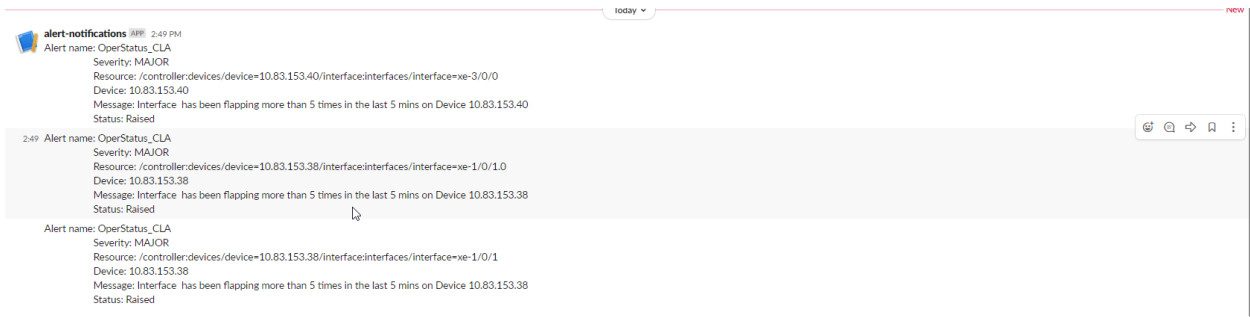 Today
New
alert-notifications APP 2:49 PM
Alert name: OperStatus_CLA
Severity: MAJOR
Resource: /controller:devices/device=10.83.153.40/interface:interfaces/interface=xe-3/0/0
Device: 10.83.153.40
Message: Interface has been flapping more than 5 times in the last 5 mins on Device 10.83.153.40
Status: Raised
2:49 Alert name: OperStatus_CLA
Severity: MAJOR
Resource: /controller:devices/device=10.83.153.38/interface:interfaces/interface=xe-1/0/1.0
Device: 10.83.153.38
Message: Interface has been flapping more than 5 times in the last 5 mins on Device 10.83.153.38
Status: Raised
Alert name: OperStatus_CLA
Severity: MAJOR
Resource: /controller:devices/device=10.83.153.38/interface:interfaces/interface=xe-1/0/1
Device: 10.83.153.38
Message: Interface has been flapping more than 5 times in the last 5 mins on Device 10.83.153.38
Status: Raised